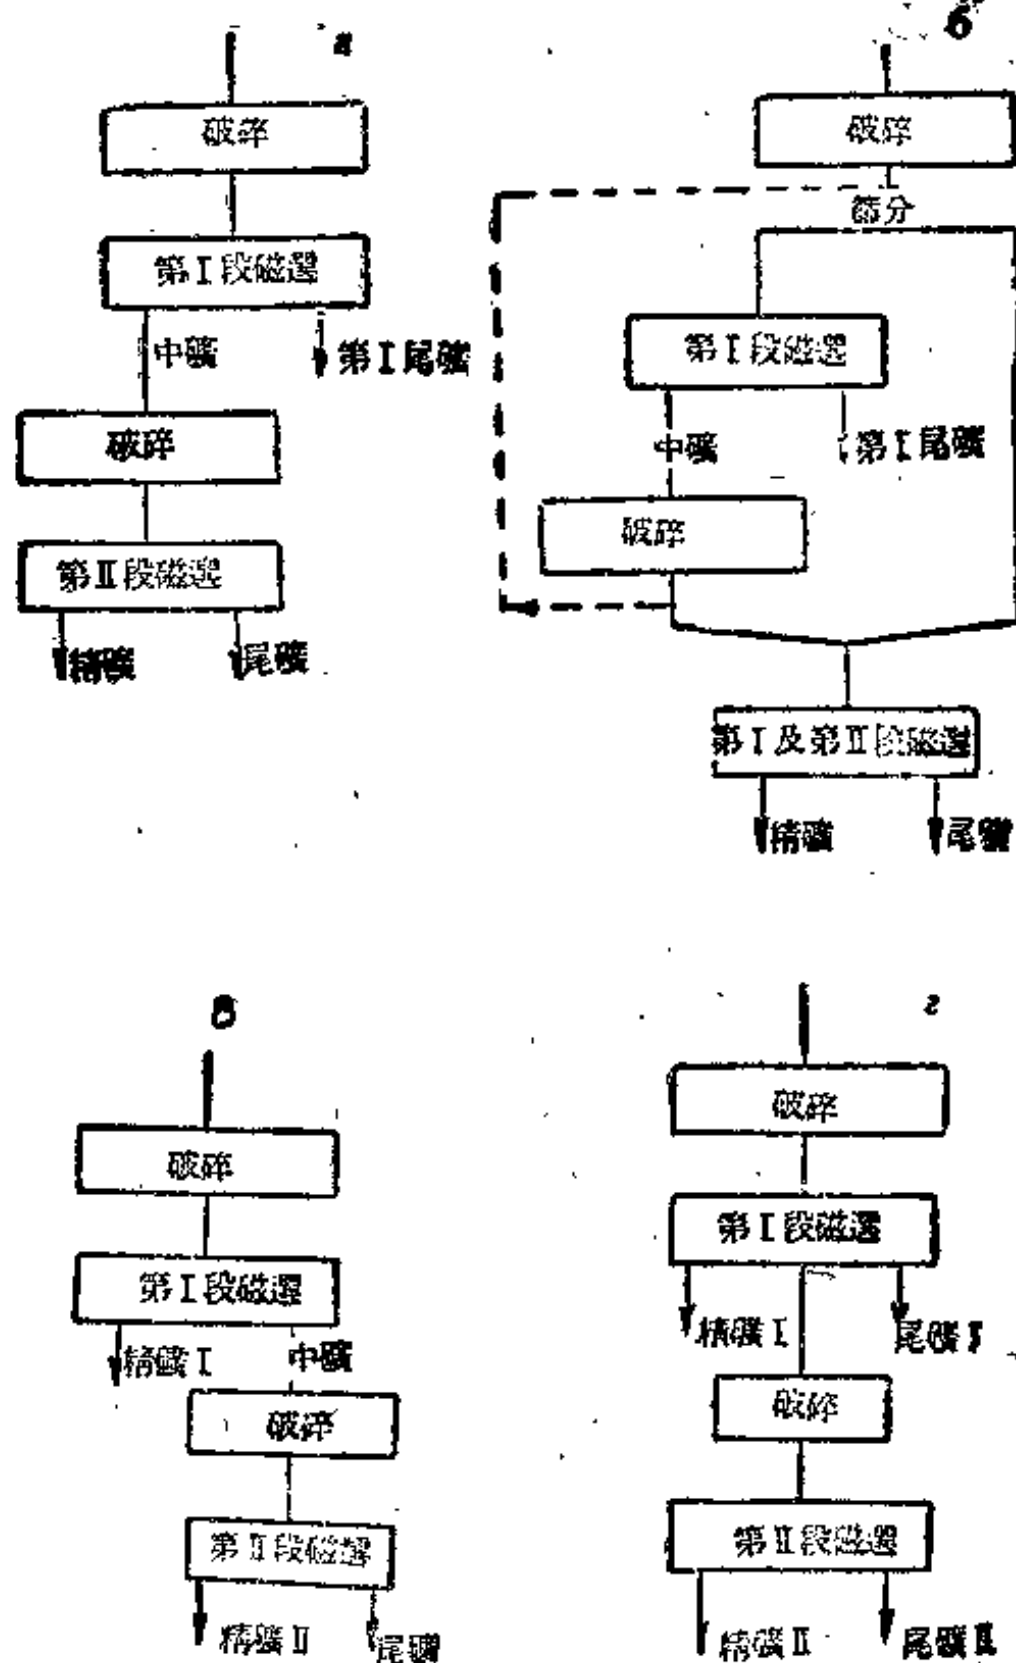 а
破碎
第Ⅰ段磁選
中礦
第Ⅰ尾礦
破碎
第Ⅱ段磁選
精礦
尾礦
б
破碎
篩分
第Ⅰ段磁選
中礦
第Ⅰ尾礦
破碎
第Ⅰ及第Ⅱ段磁選
精礦
尾礦
в
破碎
第Ⅰ段磁選
精礦Ⅰ
中礦
破碎
第Ⅱ段磁選
精礦Ⅱ
尾礦
г
破碎
第Ⅰ段磁選
精礦Ⅰ
尾礦Ⅰ
破碎
第Ⅱ段磁選
精礦Ⅱ
尾礦Ⅱ